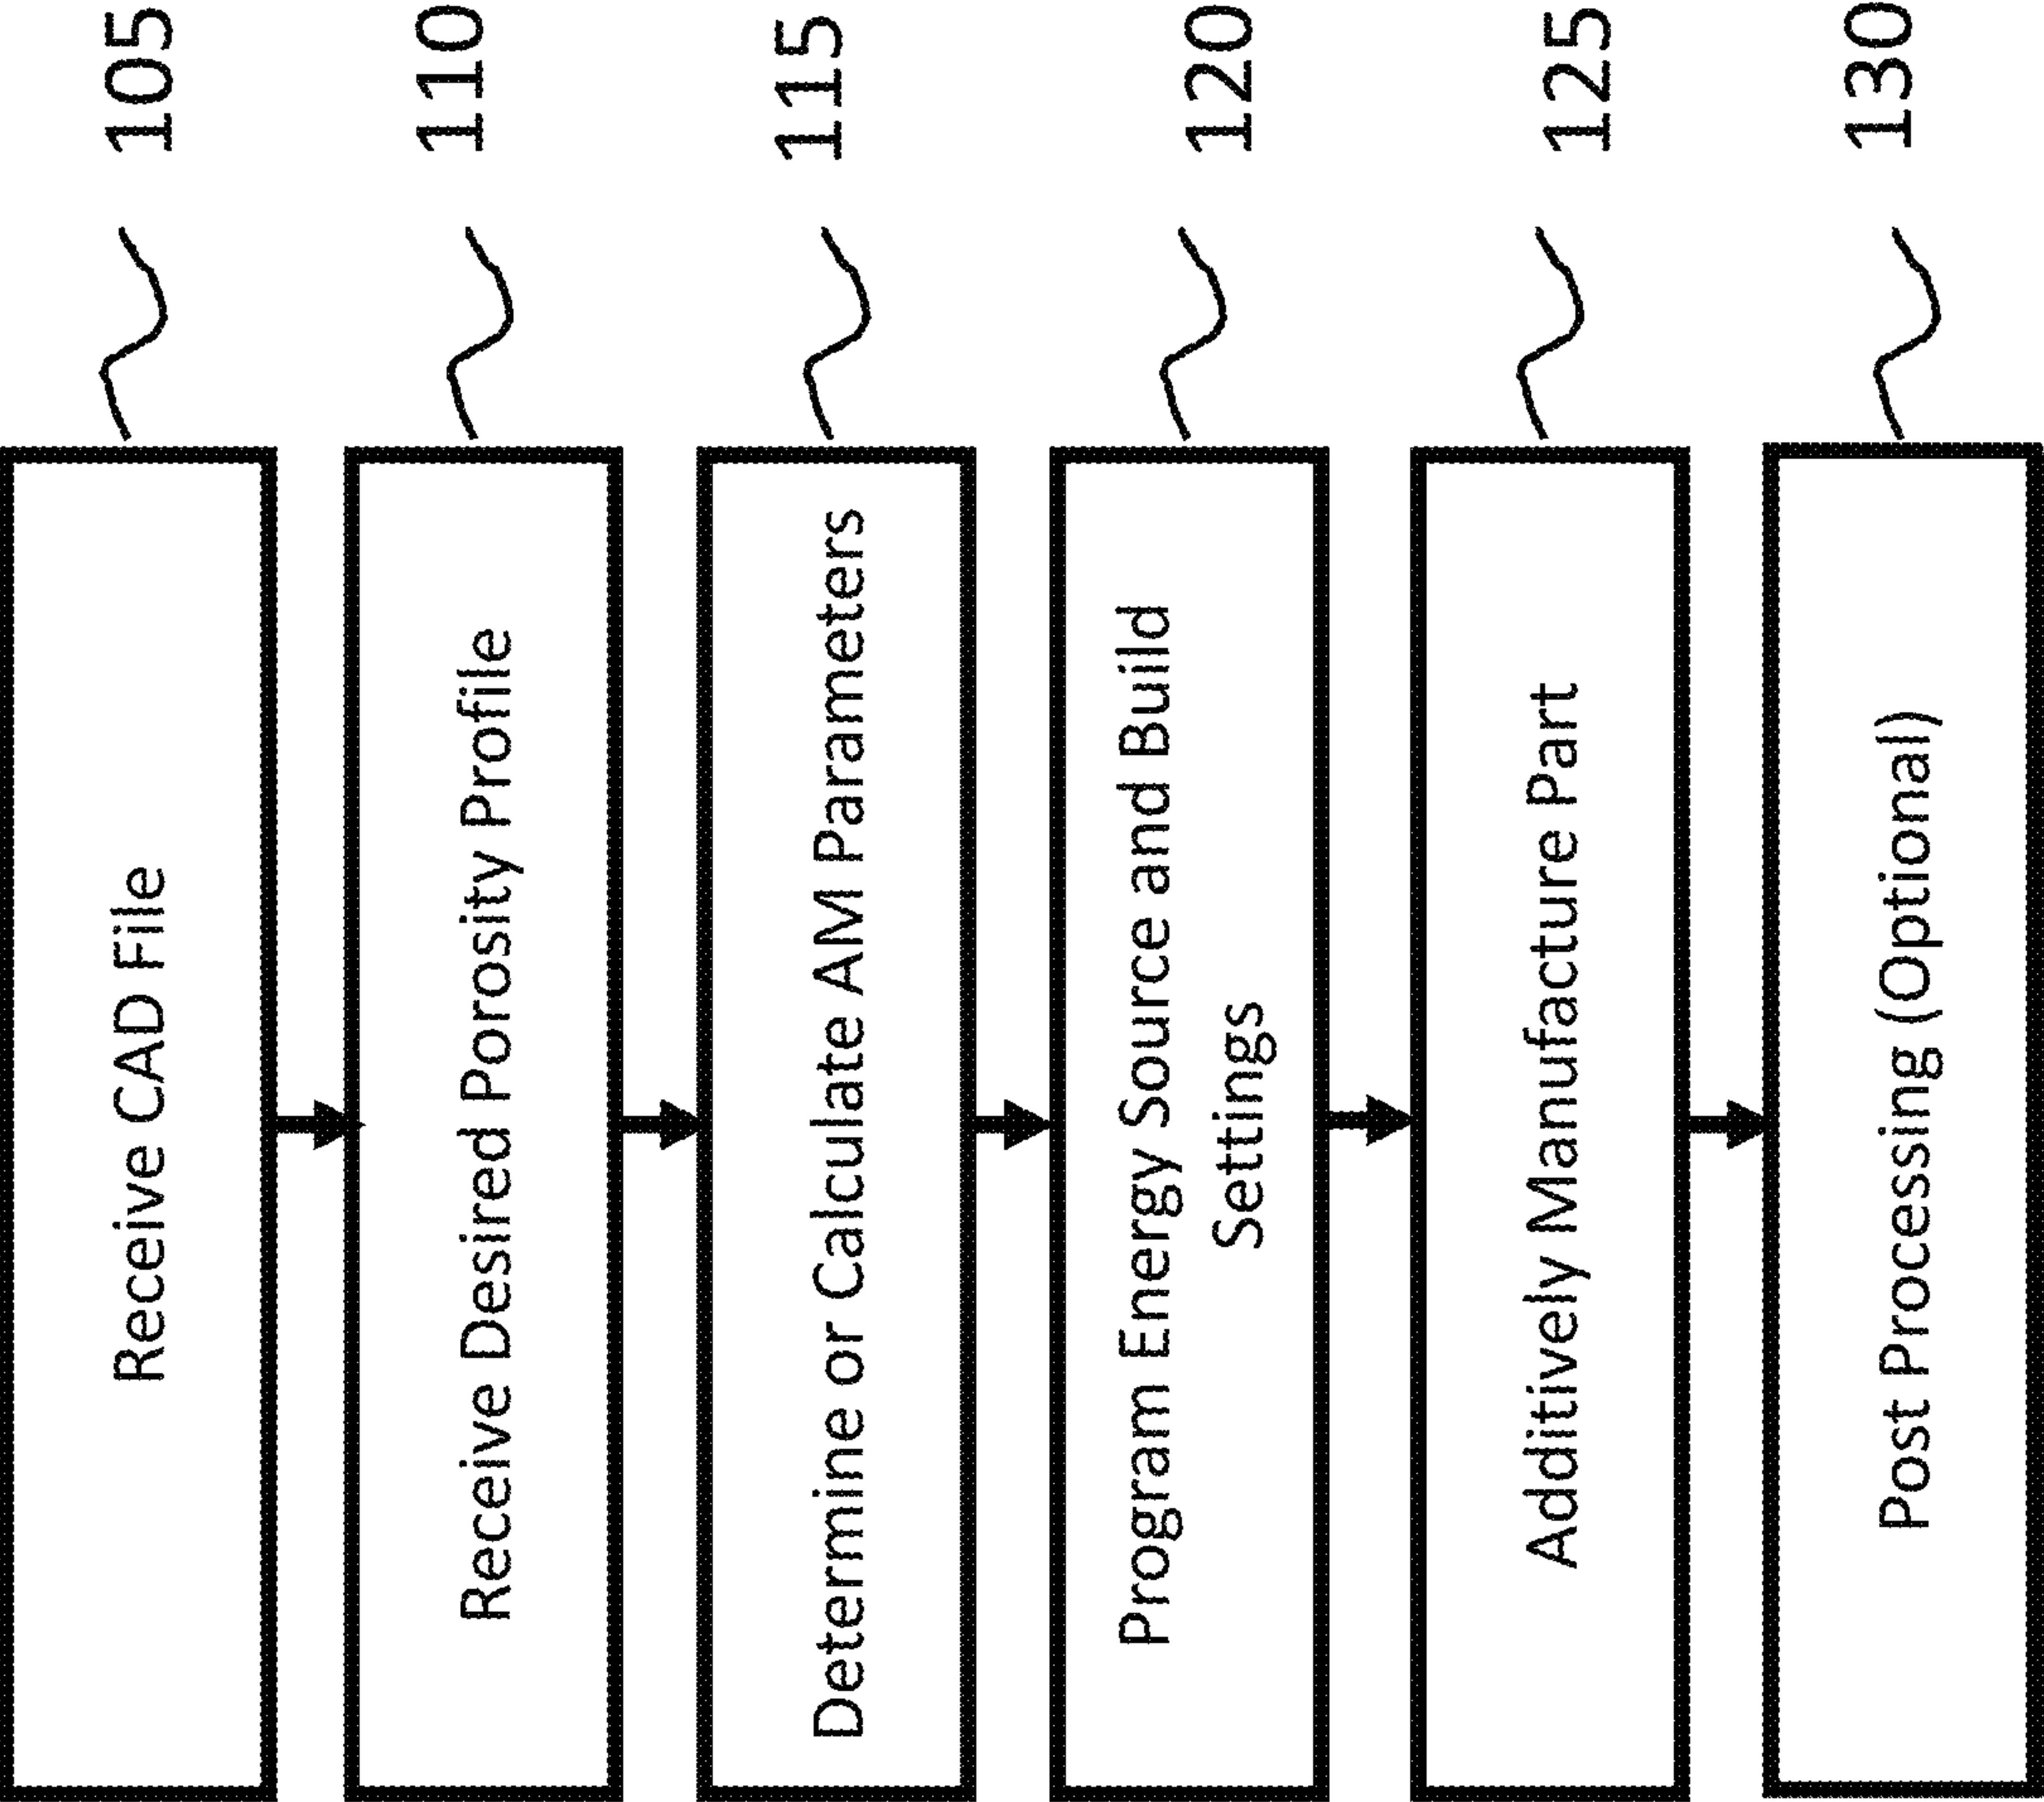 Receive CAD File
105
Receive Desired Porosity Profile
110
Determine or Calculate AM Parameters
115
Program Energy Source and Build
Settings
120
Additively Manufacture Part
125
Post Processing (Optional)
130